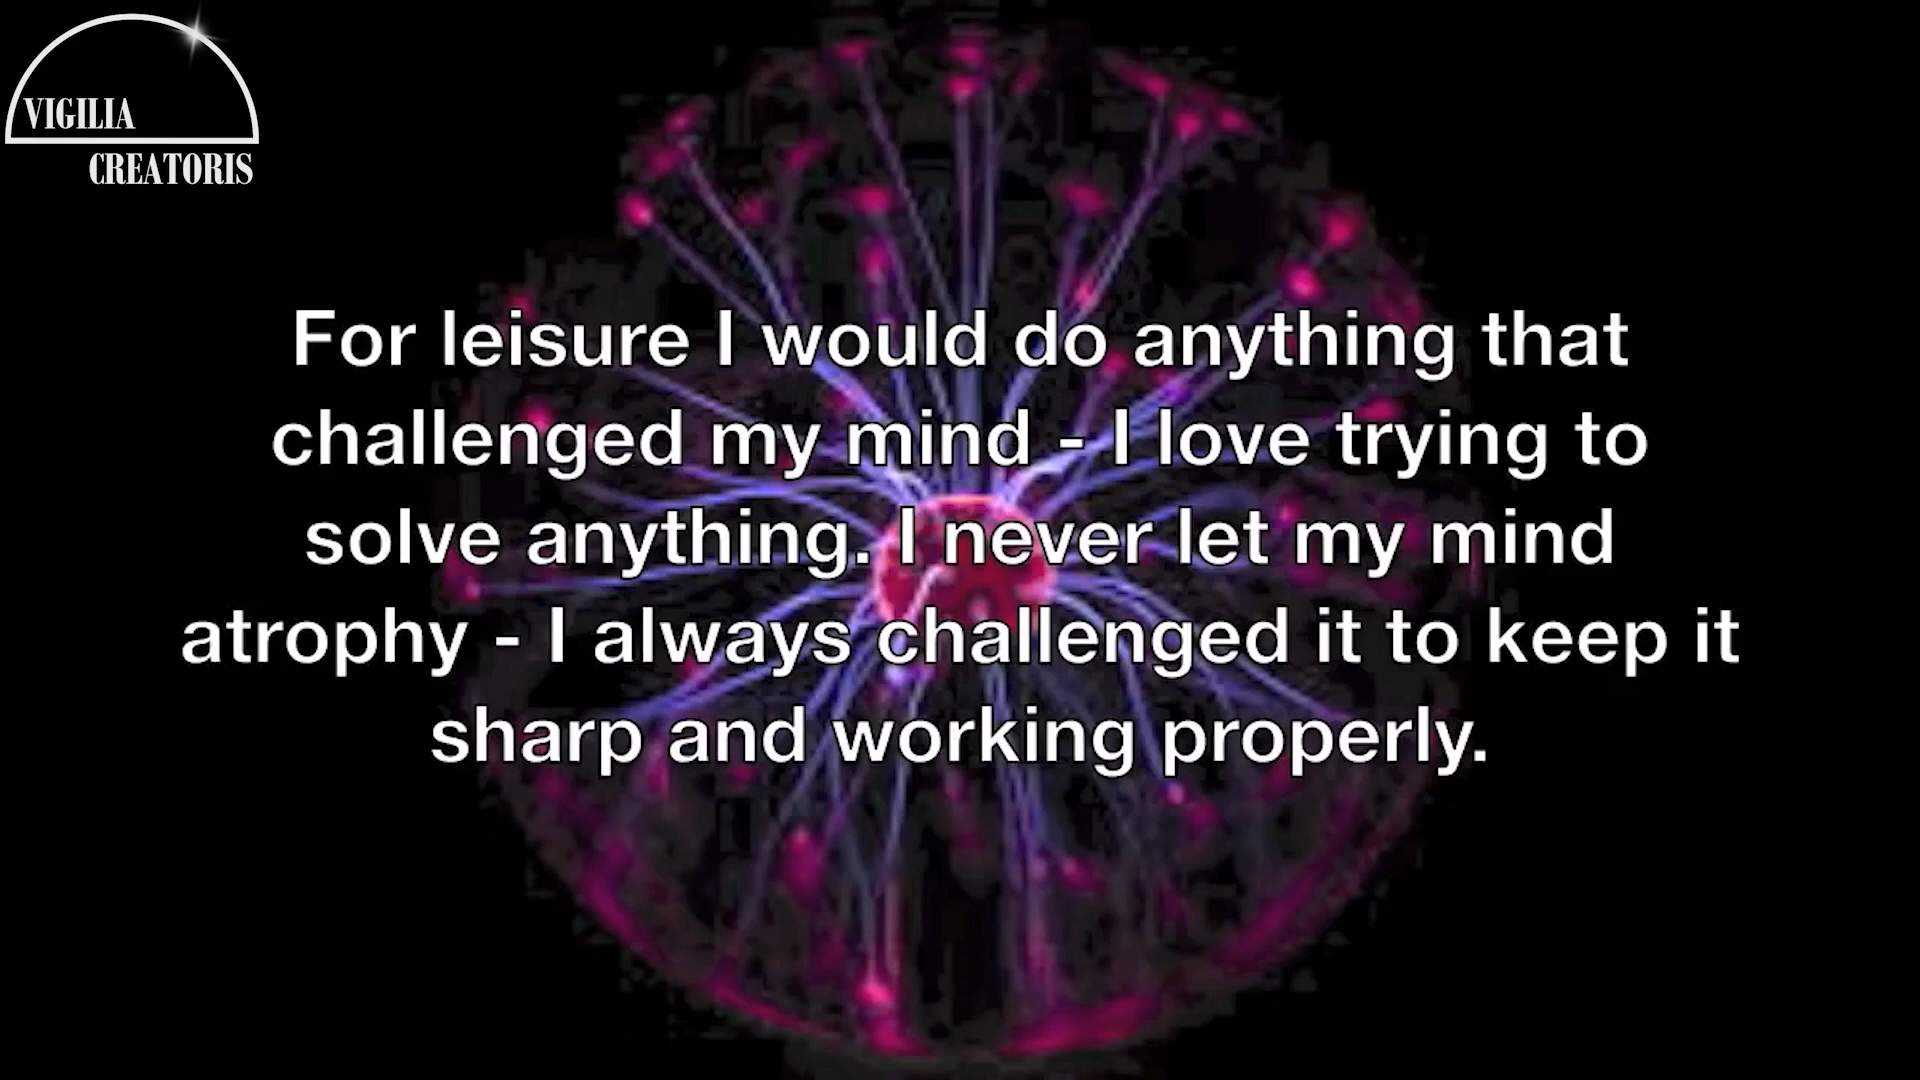 VIGILIA
CREATORIS
For leisure I would do anything that
challenged my mind - I love trying to
solve anything. I never let my mind
atrophy - I always challenged it to keep it
sharp and working properly.